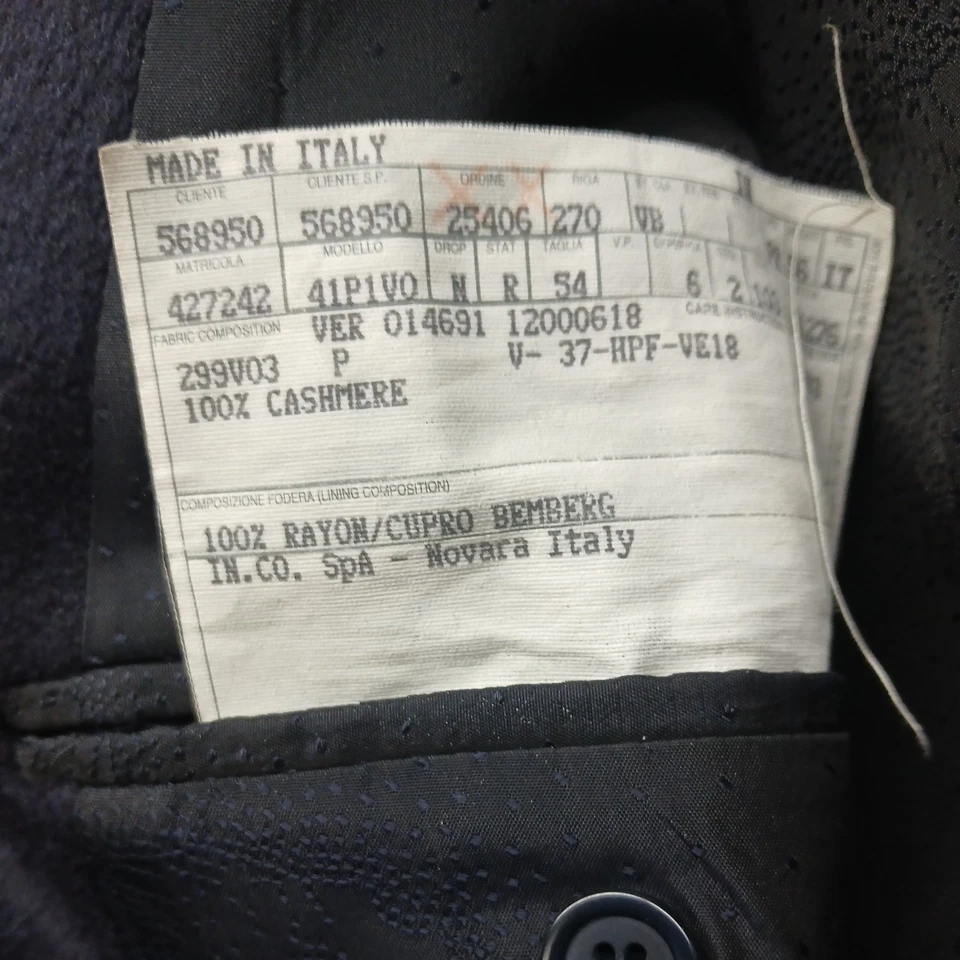 MADE IN ITALY
CLIENTE CLIENTE S.P. ORDINE RIGA
568950 568950 25406 270 VB
MATRICOLA MODELLO DROP STAT TAGLIA V.P.
427242 41P1VO N R 54 6 2 IT
FABRIC COMPOSITION VER 014691 12000618
299V03 P V- 37-HPF-VE18
100% CASHMERE
COMPOSIZIONE FODERA (LINING COMPOSITION)
100% RAYON/CUPRO BEMBERG
IN.CO. SpA - Novara Italy